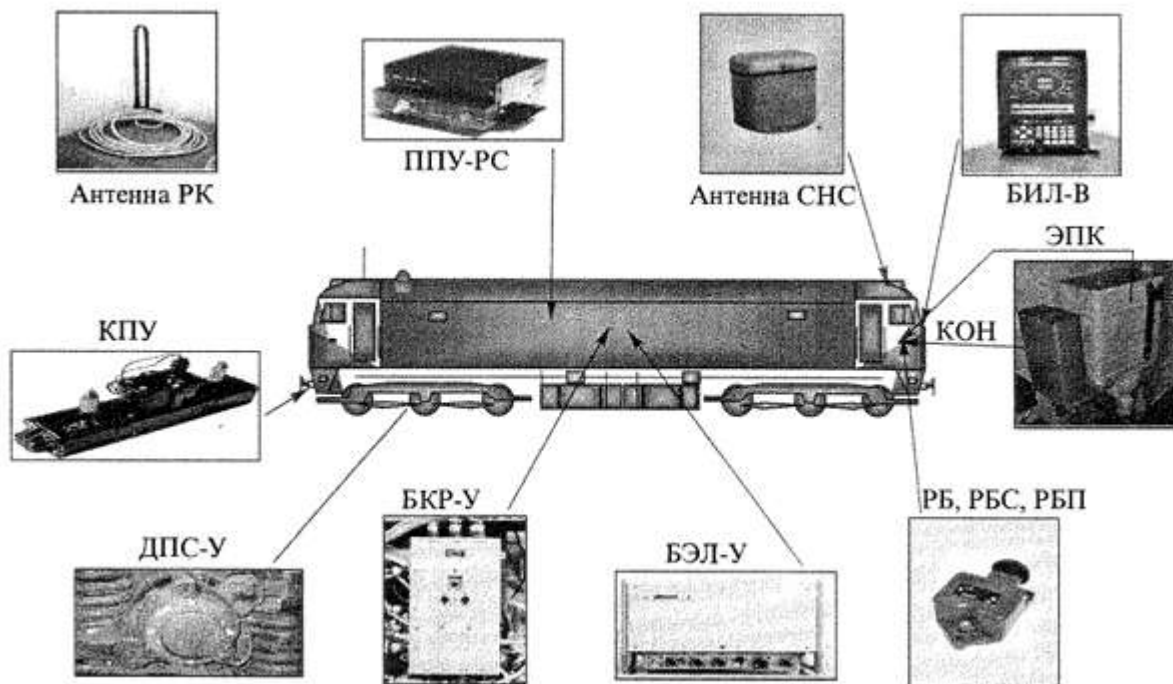 Антенна РК
ППУ-РС
Антенна СНС
БИЛ-В
ЭПК
КПУ
КОН
БКР-У
РБ, РБС, РБП
ДПС-У
БЭЛ-У